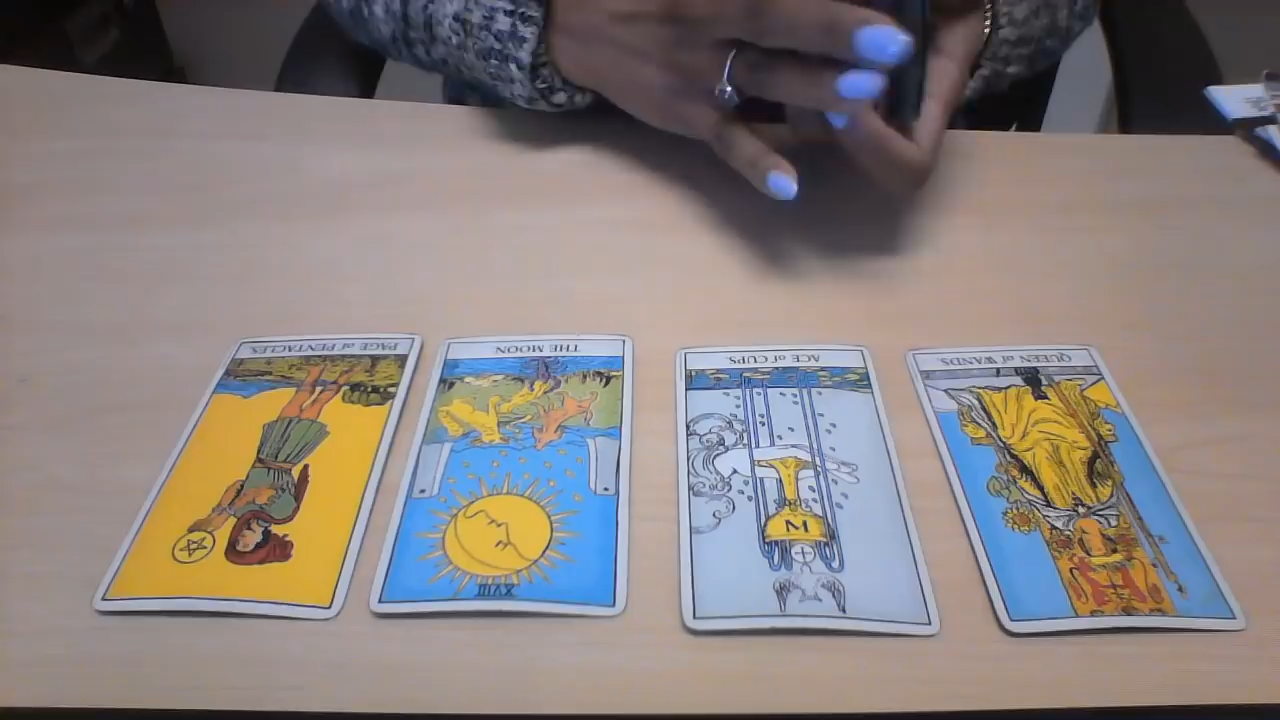 PAGE of PENTACLES
THE MOON
XVIII
ACE of CUPS
W
QUEEN of WANDS